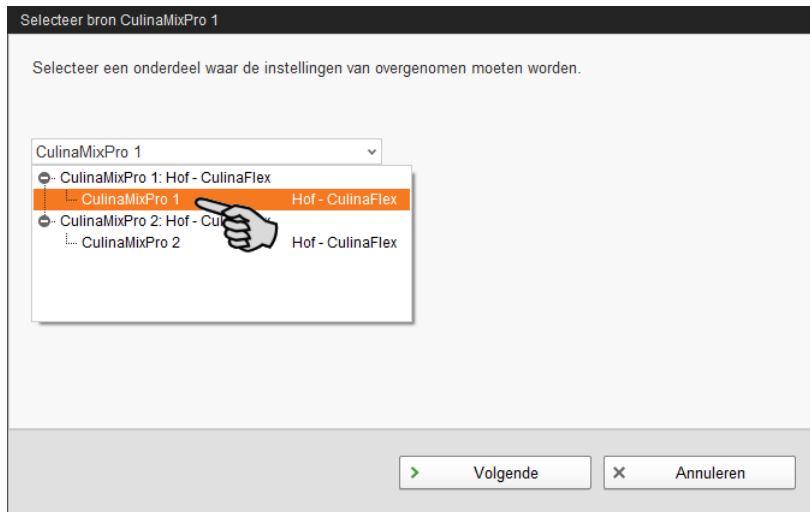 Selecteer bron CulinaMixPro 1
Selecteer een onderdeel waar de instellingen van overgenomen moeten worden.
CulinaMixPro 1
CulinaMixPro 1: Hof - CulinaFlex
CulinaMixPro 1 Hof - CulinaFlex
CulinaMixPro 2: Hof -
CulinaMixPro 2 Hof - CulinaFlex
Volgende
Annuleren